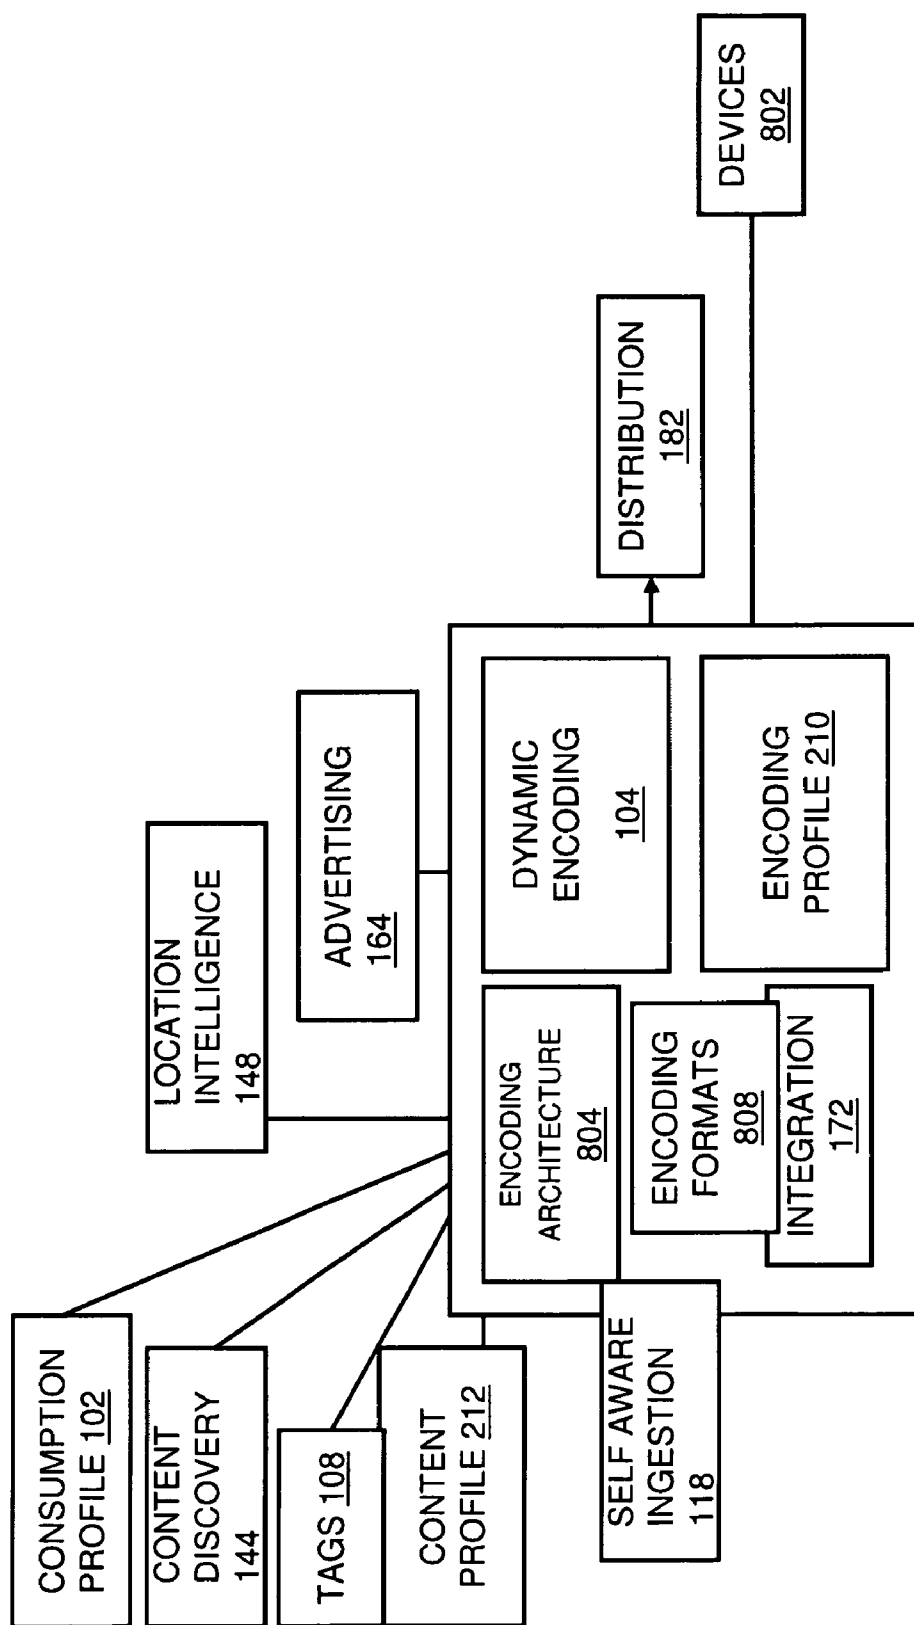 CONSUMPTION
PROFILE 102
CONTENT
DISCOVERY
144
TAGS 108
CONTENT
PROFILE 212
SELF AWARE
INGESTION
118
LOCATION
INTELLIGENCE
148
ADVERTISING
164
ENCODING
ARCHITECTURE
804
ENCODING
FORMATS
808
INTEGRATION
172
DYNAMIC
ENCODING
104
ENCODING
PROFILE 210
DISTRIBUTION
182
DEVICES
802